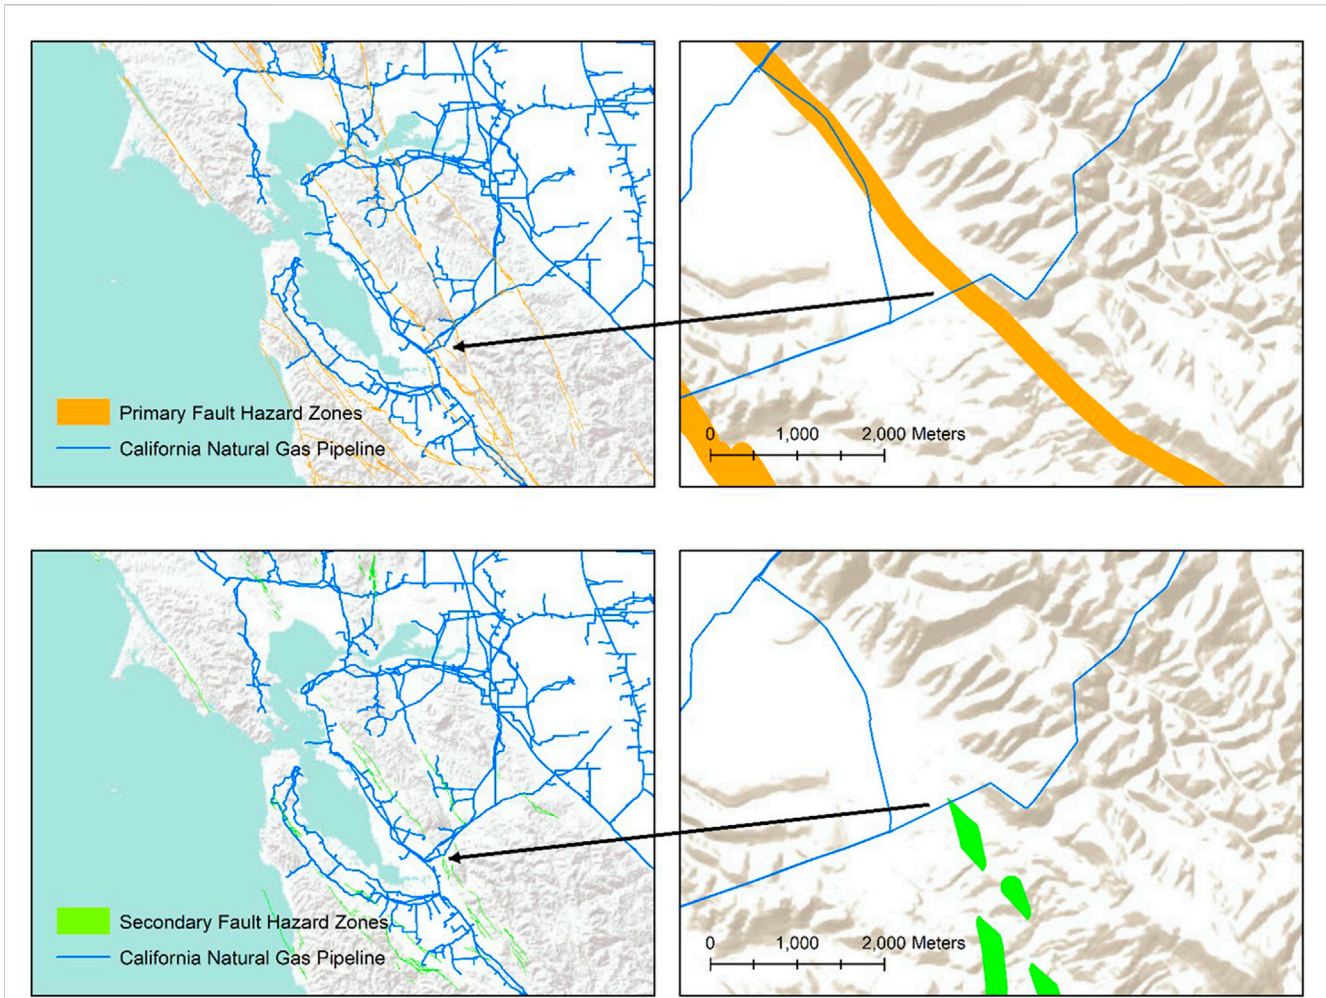 Primary Fault Hazard Zones
California Natural Gas Pipeline
0 1,000 2,000 Meters
Secondary Fault Hazard Zones
California Natural Gas Pipeline
0 1,000 2,000 Meters